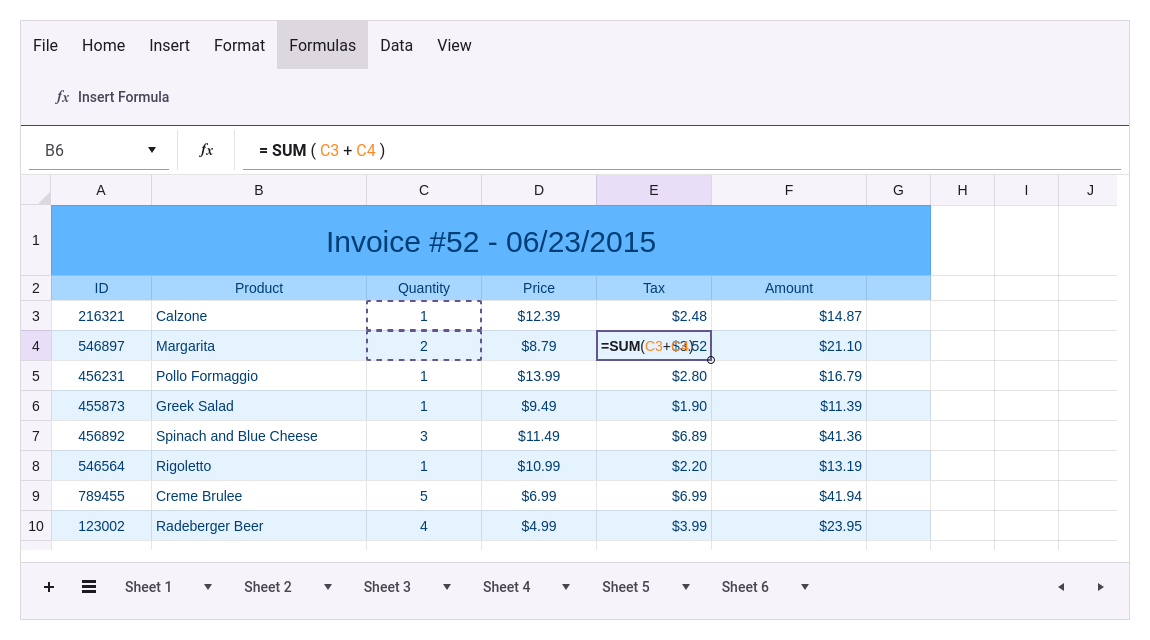 File Home Insert Format Formulas Data View
fx Insert Formula
B6 fx = SUM ( C3 + C4 )
A B C D E F G H I J
1 Invoice #52 - 06/23/2015
2 ID Product Quantity Price Tax Amount
3 216321 Calzone 1 $12.39 $2.48 $14.87
4 546897 Margarita 2 $8.79 =SUM(C3+C4) $3.52 $21.10
5 456231 Pollo Formaggio 1 $13.99 $2.80 $16.79
6 455873 Greek Salad 1 $9.49 $1.90 $11.39
7 456892 Spinach and Blue Cheese 3 $11.49 $6.89 $41.36
8 546564 Rigoletto 1 $10.99 $2.20 $13.19
9 789455 Creme Brulee 5 $6.99 $6.99 $41.94
10 123002 Radeberger Beer 4 $4.99 $3.99 $23.95
+ Sheet 1 Sheet 2 Sheet 3 Sheet 4 Sheet 5 Sheet 6